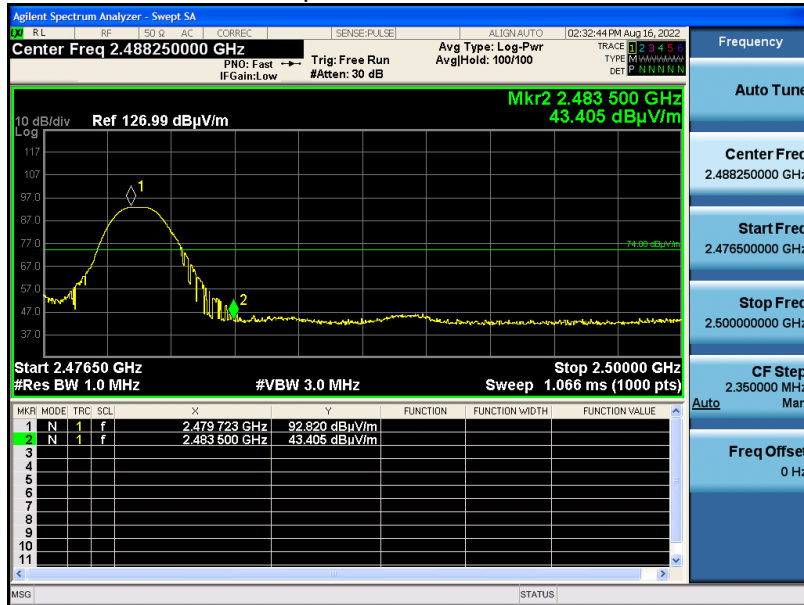 Agilent Spectrum Analyzer - Swept SA
LXI RL RF 50 Ω AC CORREC SENSE:PULSE ALIGN AUTO 02:32:44 PM Aug 16, 2022
Center Freq 2.488250000 GHz
PNO: Fast
IFGain:Low
Trig: Free Run
#Atten: 30 dB
Avg Type: Log-Pwr
Avg|Hold: 100/100
TRACE 1 2 3 4 5 6
TYPE M WWWWW
DET P N N N N N
Mkr2 2.483 500 GHz
43.405 dBµV/m
10 dB/div Ref 126.99 dBµV/m
Log
117
107
97.0
87.0
77.0
67.0
57.0
47.0
37.0
1
2
74.00 dBµV/m
Start 2.47650 GHz Stop 2.50000 GHz
#Res BW 1.0 MHz #VBW 3.0 MHz Sweep 1.066 ms (1000 pts)
MKR MODE TRC SCL X Y FUNCTION FUNCTION WIDTH FUNCTION VALUE
1 N 1 f 2.479 723 GHz 92.820 dBµV/m
2 N 1 f 2.483 500 GHz 43.405 dBµV/m
3
4
5
6
7
8
9
10
11
MSG STATUS
Frequency
Auto Tune
Center Freq
2.488250000 GHz
Start Freq
2.476500000 GHz
Stop Freq
2.500000000 GHz
CF Step
2.350000 MHz
Auto Man
Freq Offset
0 Hz